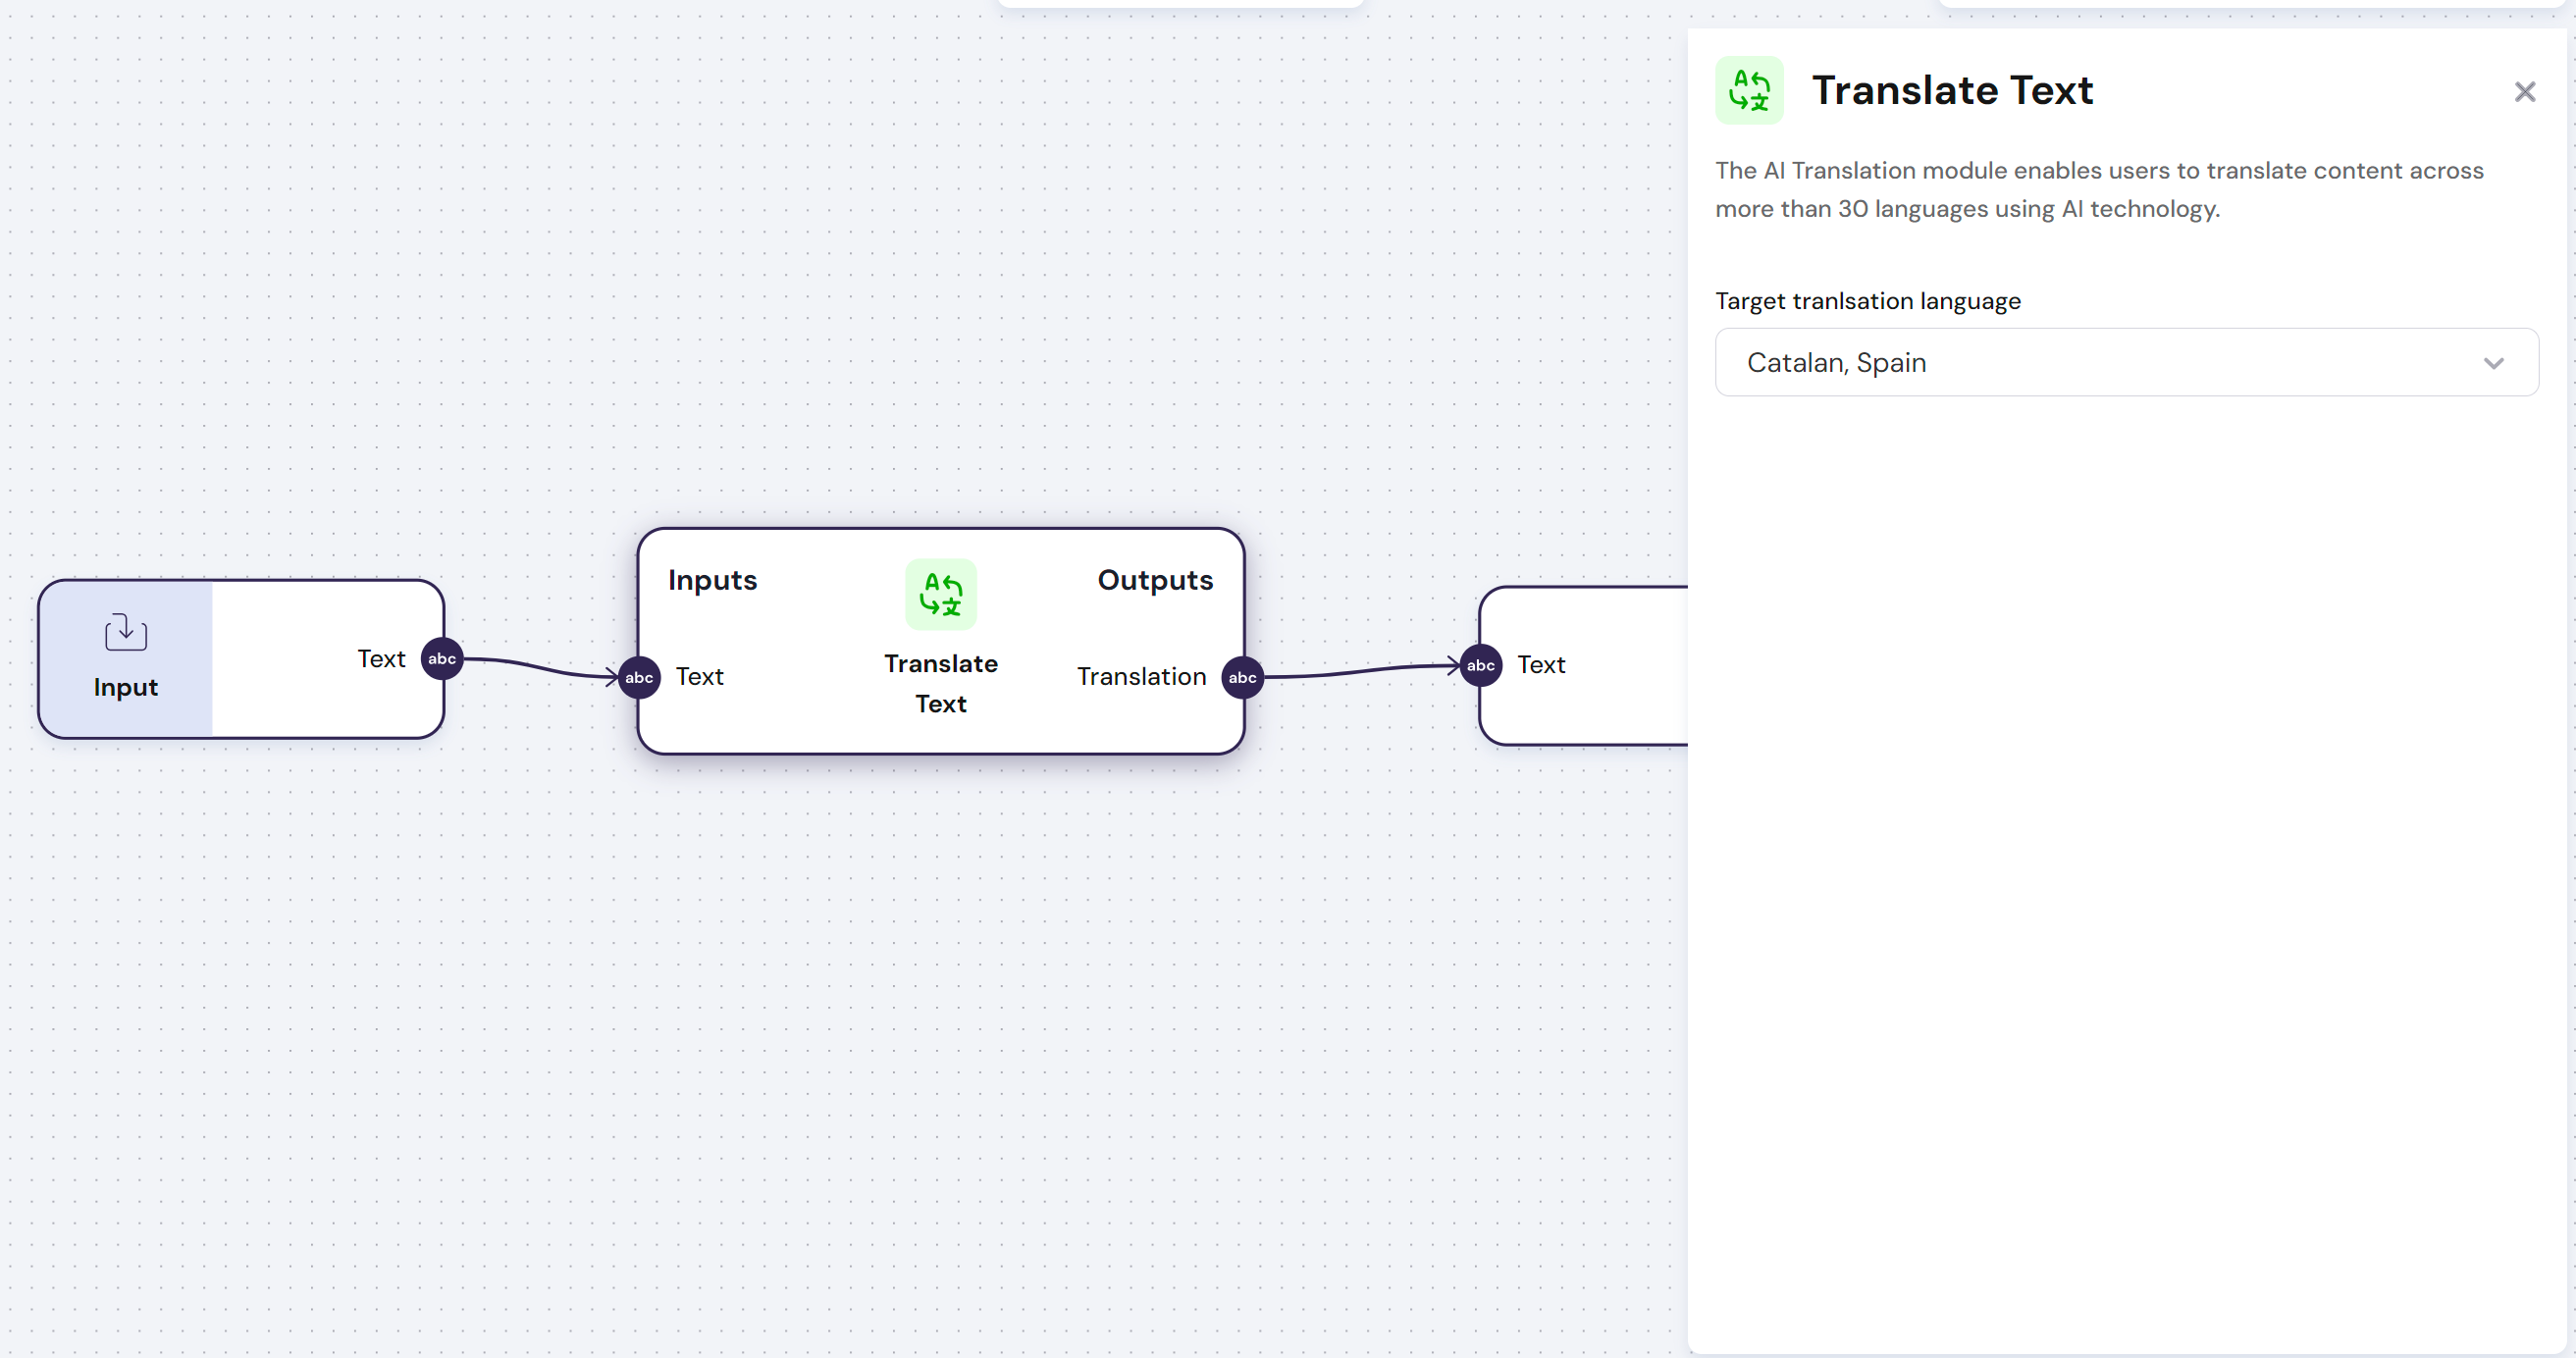 Translate Text
The AI Translation module enables users to translate content across
more than 30 languages using AI technology.
Target tranlsation language
Catalan, Spain
Input
Text
abc
Inputs
Outputs
abc
Text
Translate
Text
Translation
abc
abc
Text